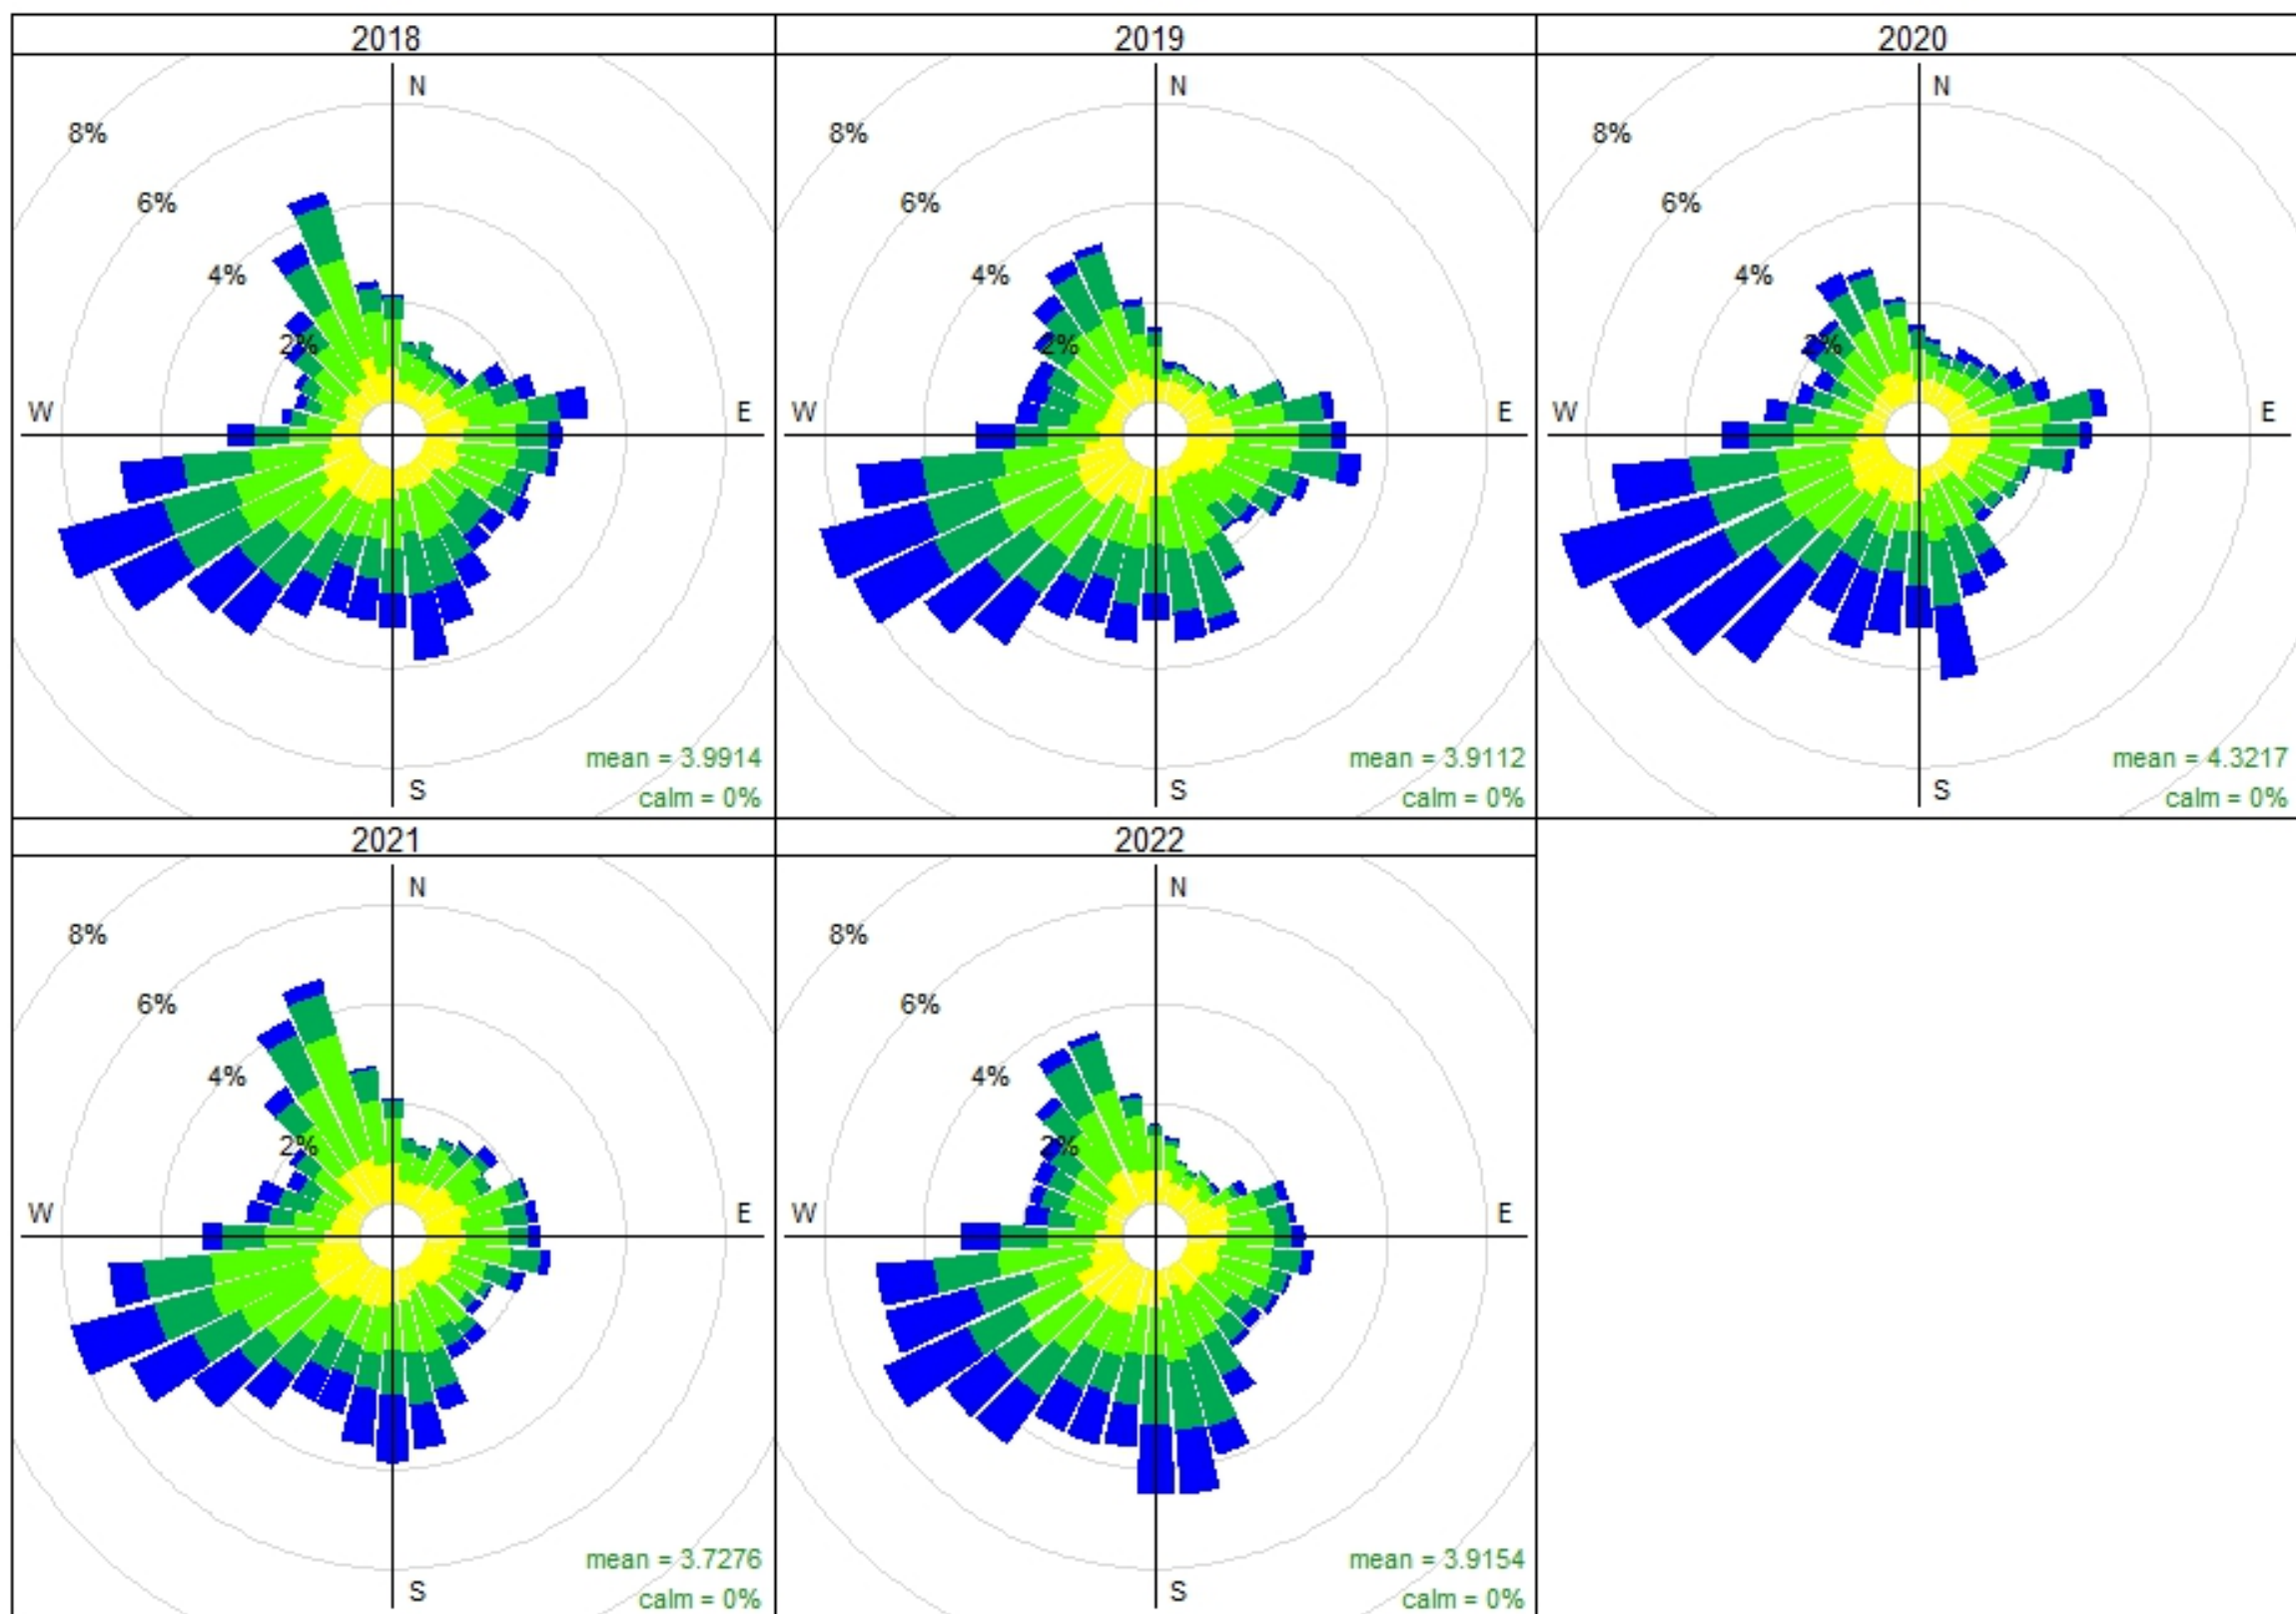 2018
2019
2020
N
8%
6%
4%
2%
W
E
mean = 3.9914
S
calm = 0%
N
8%
6%
4%
2%
W
E
mean = 3.9112
S
calm = 0%
N
8%
6%
4%
2%
W
E
mean = 4.3217
S
calm = 0%
2021
2022
N
8%
6%
4%
2%
W
E
mean = 3.7276
S
calm = 0%
N
8%
6%
4%
2%
W
E
mean = 3.9154
S
calm = 0%